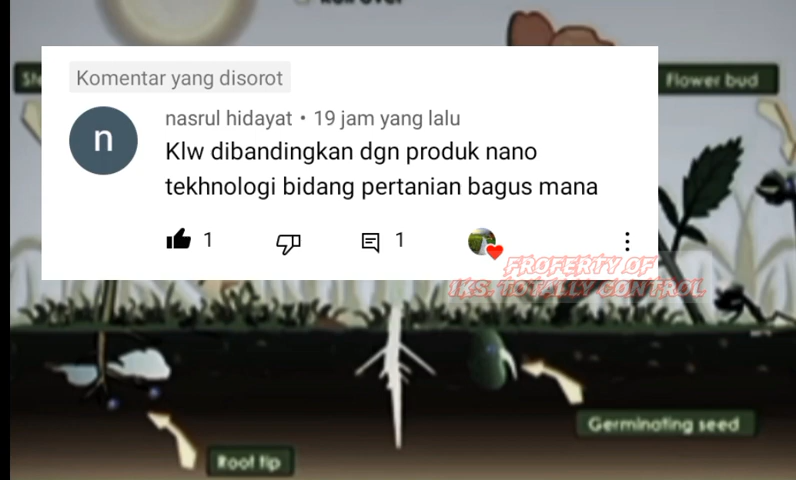 Komentar yang disorot
Flower bud
n
nasrul hidayat • 19 jam yang lalu
Klw dibandingkan dgn produk nano
tekhnologi bidang pertanian bagus mana
1
1
FROFERTY OF
IKS. TOTALLY CONTROL
Germinating seed
Root tip